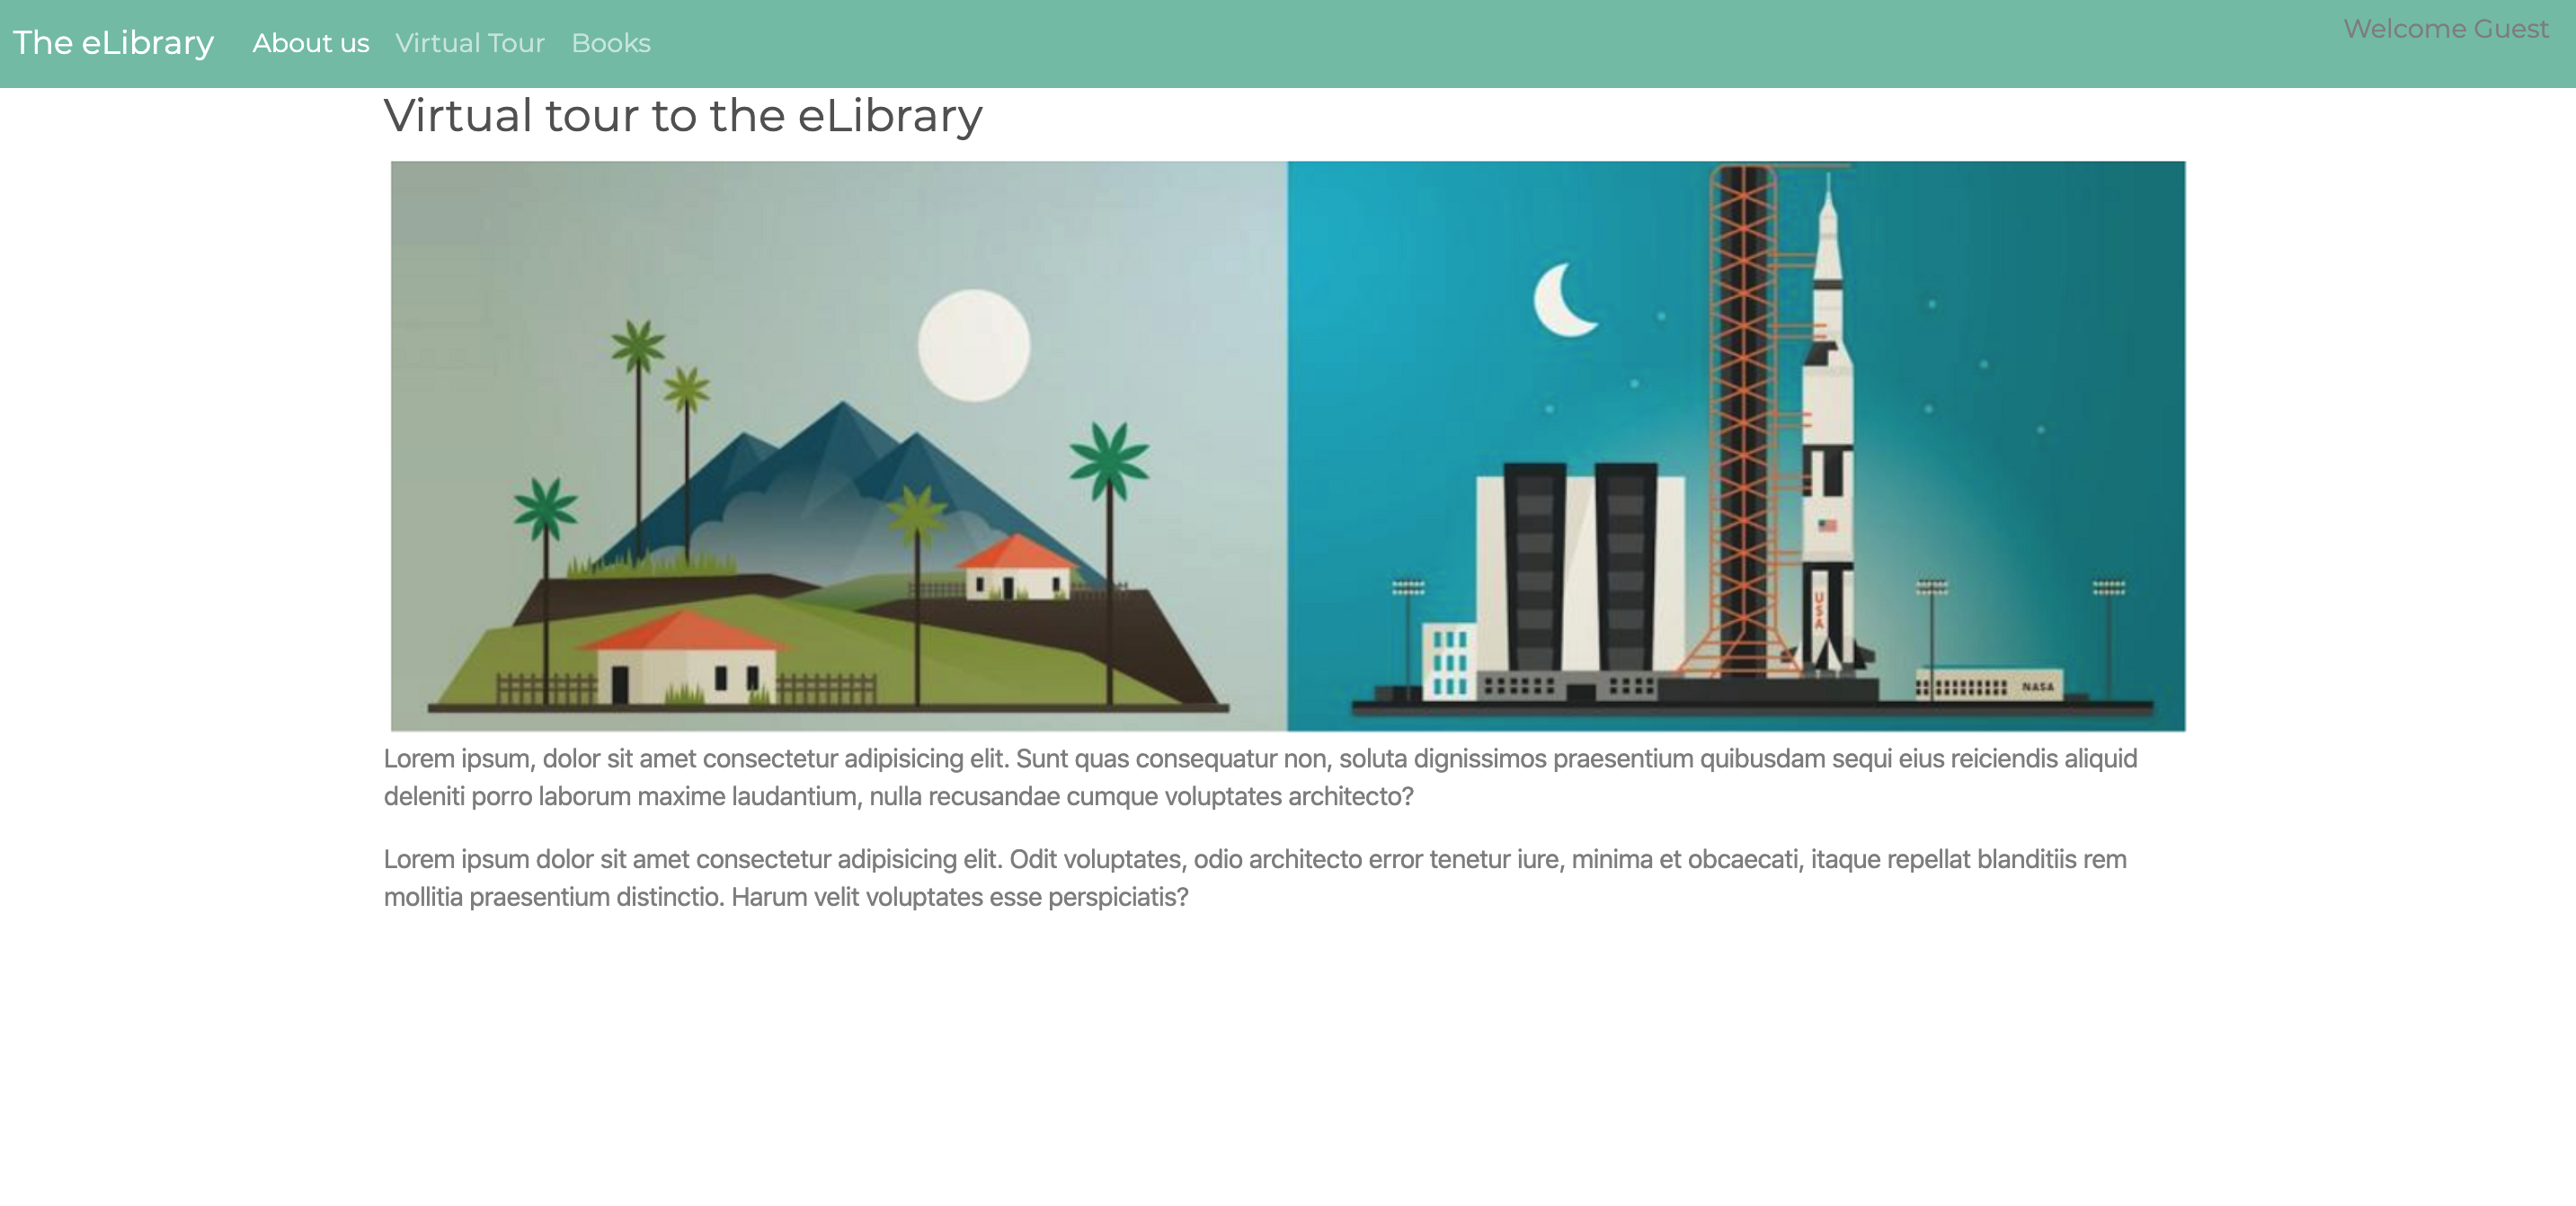 The eLibrary About us Virtual Tour Books Welcome Guest
Virtual tour to the eLibrary
USA
NASA
Lorem ipsum, dolor sit amet consectetur adipisicing elit. Sunt quas consequatur non, soluta dignissimos praesentium quibusdam sequi eius reiciendis aliquid
deleniti porro laborum maxime laudantium, nulla recusandae cumque voluptates architecto?
Lorem ipsum dolor sit amet consectetur adipisicing elit. Odit voluptates, odio architecto error tenetur iure, minima et obcaecati, itaque repellat blanditiis rem
mollitia praesentium distinctio. Harum velit voluptates esse perspiciatis?